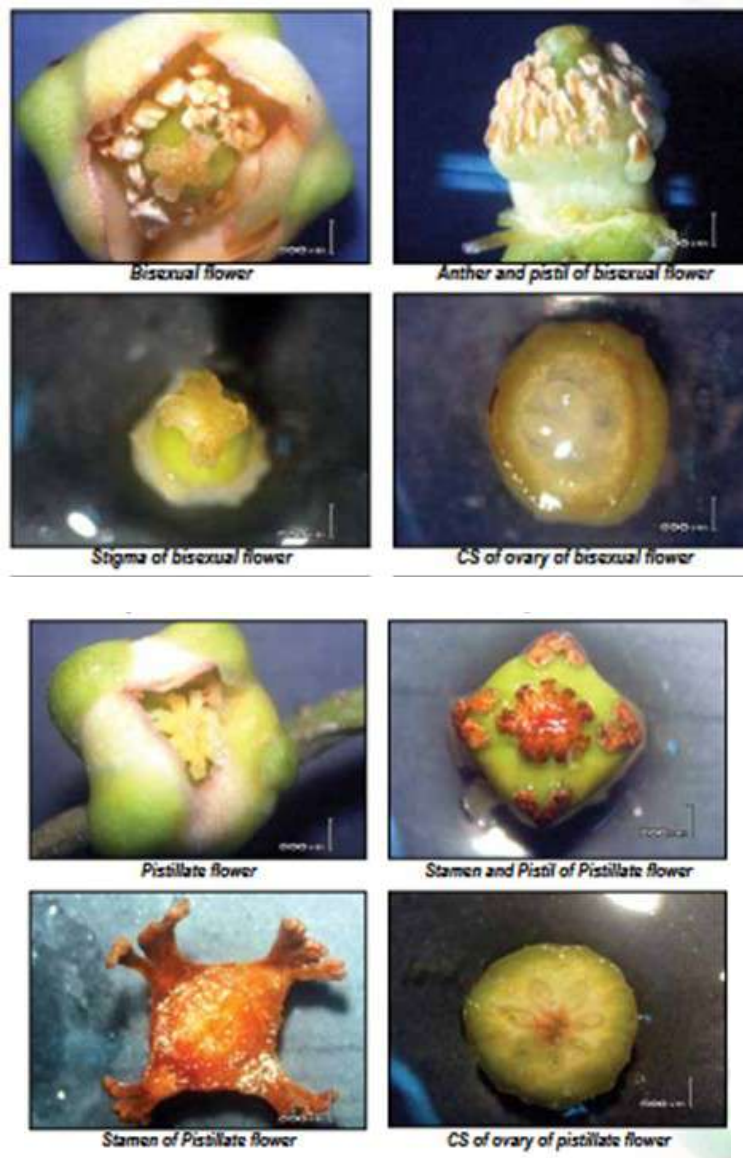 Bisexual flower
Anther and pistil of bisexual flower
Stigma of bisexual flower
CS of ovary of bisexual flower
Pistillate flower
Stamen and Pistil of Pistillate flower
Stamen of Pistillate flower
CS of ovary of pistillate flower